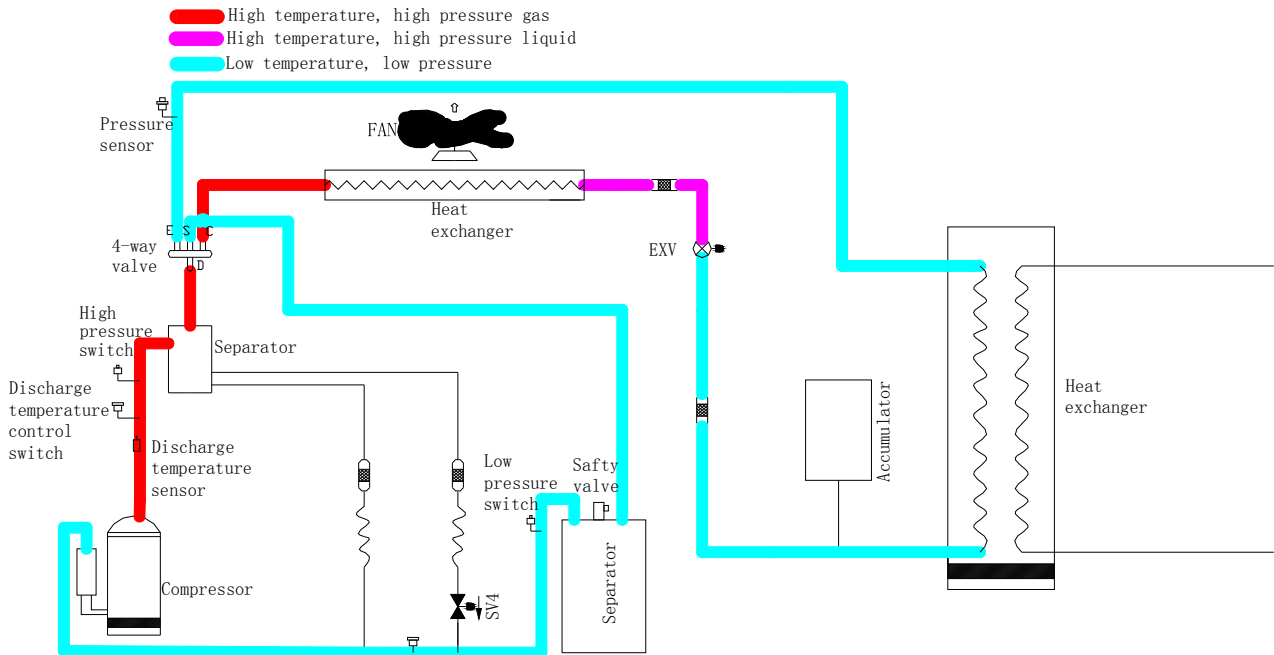 High temperature, high pressure gas
High temperature, high pressure liquid
Low temperature, low pressure
Pressure
sensor
FAN
Heat
exchanger
E S C
4-way
valve
D
EXV
High
pressure
switch
Separator
Discharge
temperature
control
switch
Discharge
temperature
sensor
Low
pressure
switch
Safty
valve
Accumulator
Heat
exchanger
Compressor
SV4
Separator